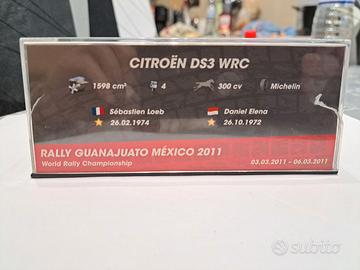 CITROËN DS3 WRC
1598 cm³ 4 300 cv Michelin
Sébastien Loeb Daniel Elena
26.02.1974 26.10.1972
RALLY GUANAJUATO MÉXICO 2011
World Rally Championship 03.03.2011 - 06.03.2011
subito